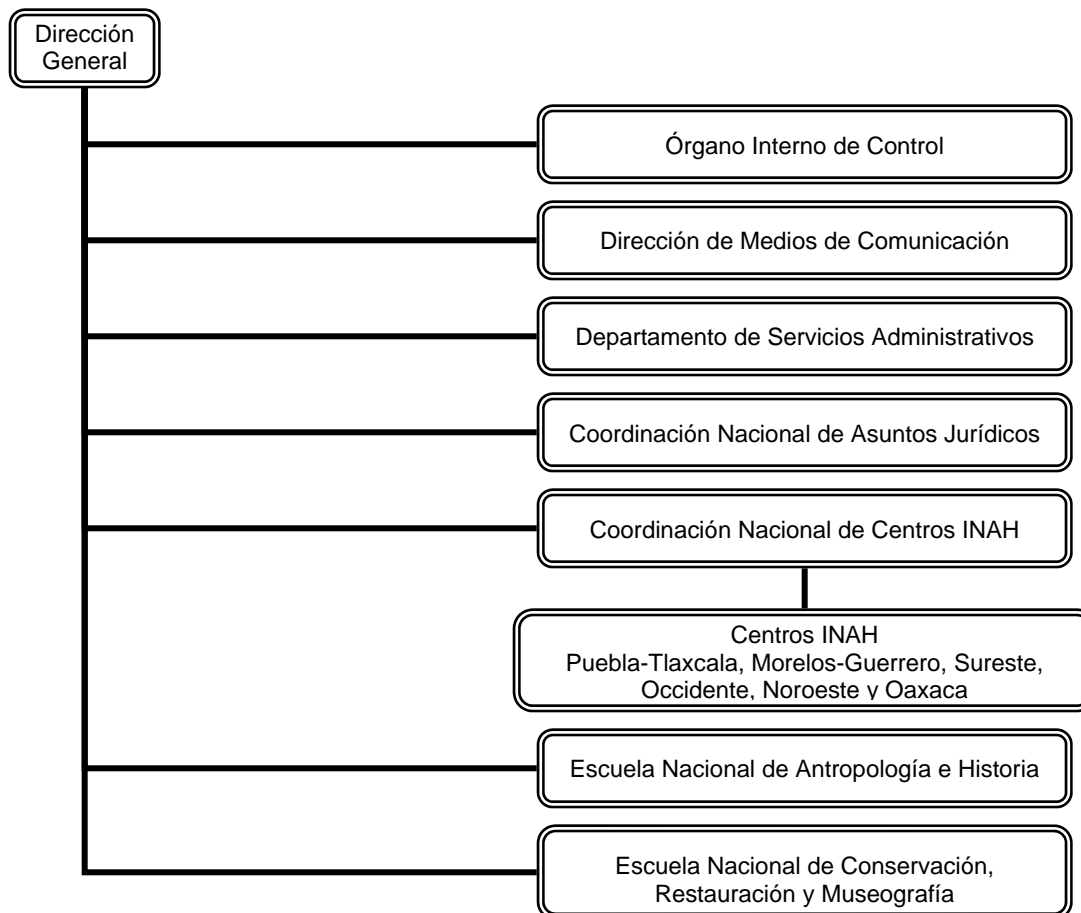 Dirección
General
Órgano Interno de Control
Dirección de Medios de Comunicación
Departamento de Servicios Administrativos
Coordinación Nacional de Asuntos Jurídicos
Coordinación Nacional de Centros INAH
Centros INAH
Puebla-Tlaxcala, Morelos-Guerrero, Sureste,
Occidente, Noroeste y Oaxaca
Escuela Nacional de Antropología e Historia
Escuela Nacional de Conservación,
Restauración y Museografía